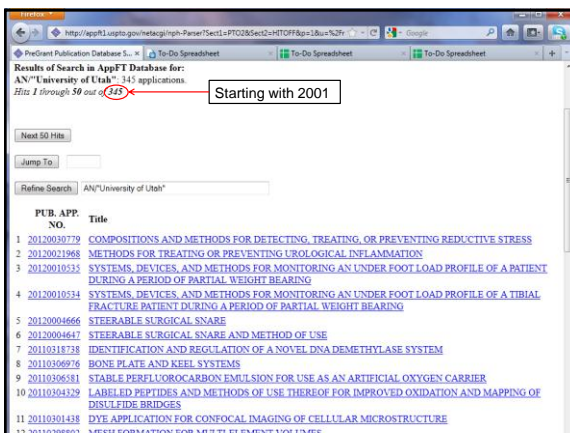 Firefox
http://appft1.uspto.gov/netacgi/nph-Parser?Sect1=PTO2&Sect2=HITOFF&p=1&u=%2Fr
Google
PreGrant Publication Database S...
To-Do Spreadsheet
To-Do Spreadsheet
To-Do Spreadsheet
Results of Search in AppFT Database for:
AN/"University of Utah": 345 applications.
Hits 1 through 50 out of 345
Starting with 2001
Next 50 Hits
Jump To
Refine Search AN/"University of Utah"
PUB. APP. NO. Title
1 20120030779 COMPOSITIONS AND METHODS FOR DETECTING, TREATING, OR PREVENTING REDUCTIVE STRESS
2 20120021968 METHODS FOR TREATING OR PREVENTING UROLOGICAL INFLAMMATION
3 20120010535 SYSTEMS, DEVICES, AND METHODS FOR MONITORING AN UNDER FOOT LOAD PROFILE OF A PATIENT
DURING A PERIOD OF PARTIAL WEIGHT BEARING
4 20120010534 SYSTEMS, DEVICES, AND METHODS FOR MONITORING AN UNDER FOOT LOAD PROFILE OF A TIBIAL
FRACTURE PATIENT DURING A PERIOD OF PARTIAL WEIGHT BEARING
5 20120004666 STEERABLE SURGICAL SNARE
6 20120004647 STEERABLE SURGICAL SNARE AND METHOD OF USE
7 20110318738 IDENTIFICATION AND REGULATION OF A NOVEL DNA DEMETHYLASE SYSTEM
8 20110306976 BONE PLATE AND KEEL SYSTEMS
9 20110306581 STABLE PERFLUOROCARBON EMULSION FOR USE AS AN ARTIFICIAL OXYGEN CARRIER
10 20110304329 LABELED PEPTIDES AND METHODS OF USE THEREOF FOR IMPROVED OXIDATION AND MAPPING OF
DISULFIDE BRIDGES
11 20110301438 DYE APPLICATION FOR CONFOCAL IMAGING OF CELLULAR MICROSTRUCTURE
12 20110298802 MESH FORMATION FOR MULTI-ELEMENT VOLUMES